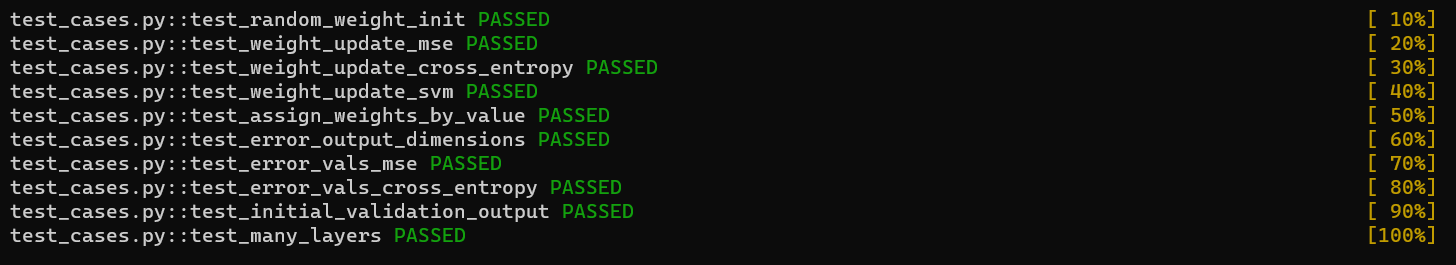 test_cases.py::test_random_weight_init PASSED [ 10%]
test_cases.py::test_weight_update_mse PASSED [ 20%]
test_cases.py::test_weight_update_cross_entropy PASSED [ 30%]
test_cases.py::test_weight_update_svm PASSED [ 40%]
test_cases.py::test_assign_weights_by_value PASSED [ 50%]
test_cases.py::test_error_output_dimensions PASSED [ 60%]
test_cases.py::test_error_vals_mse PASSED [ 70%]
test_cases.py::test_error_vals_cross_entropy PASSED [ 80%]
test_cases.py::test_initial_validation_output PASSED [ 90%]
test_cases.py::test_many_layers PASSED [100%]